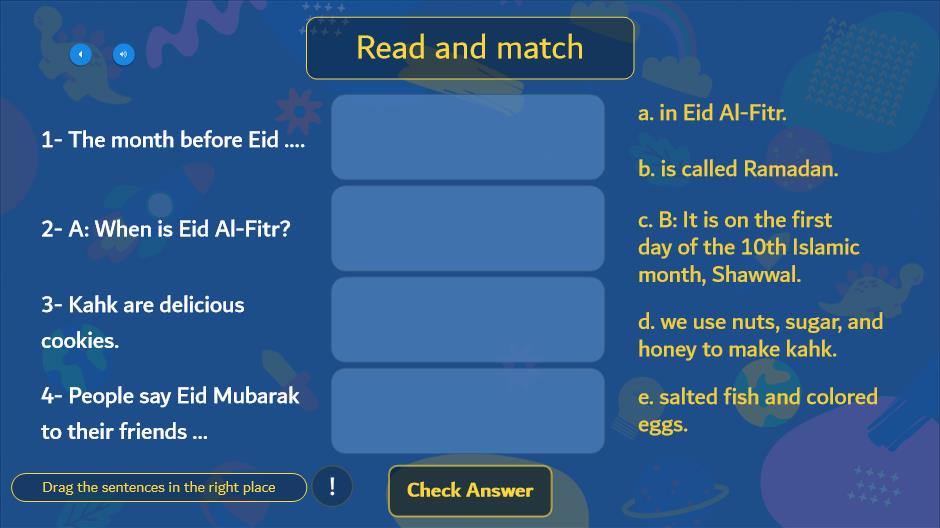 Read and match
1- The month before Eid ....
2- A: When is Eid Al-Fitr?
3- Kahk are delicious
cookies.
4- People say Eid Mubarak
to their friends ...
a. in Eid Al-Fitr.
b. is called Ramadan.
c. B: It is on the first
day of the 10th Islamic
month, Shawwal.
d. we use nuts, sugar, and
honey to make kahk.
e. salted fish and colored
eggs.
Drag the sentences in the right place
!
Check Answer